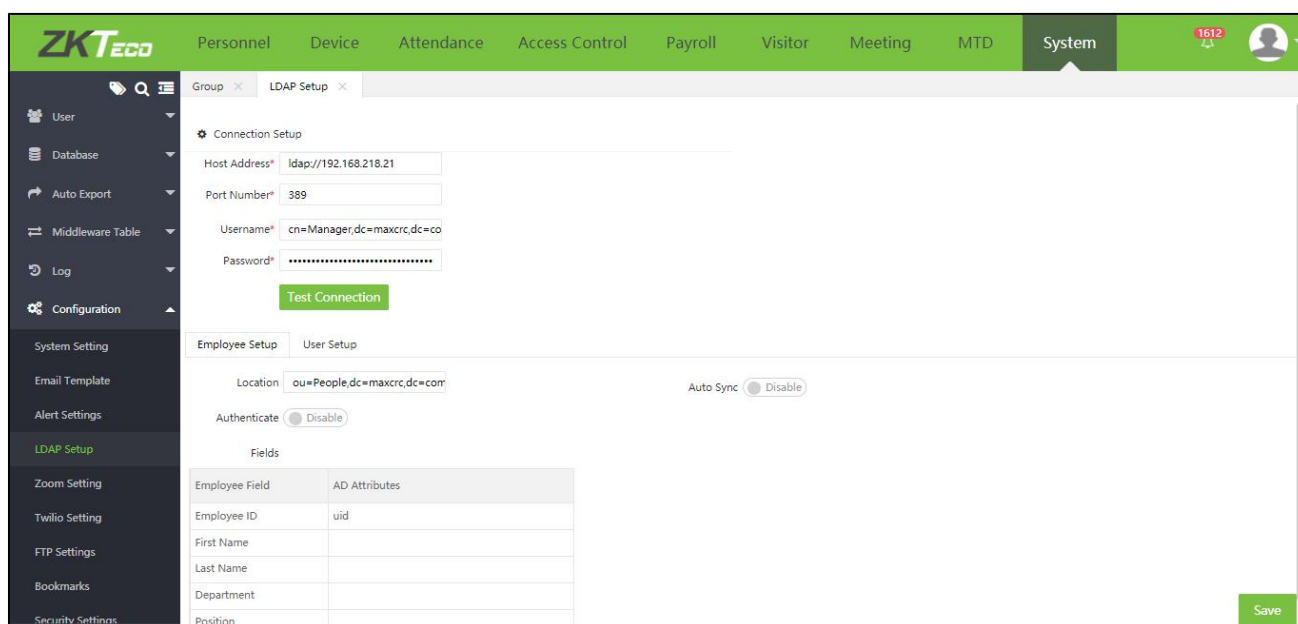 ZKTeco Personnel Device Attendance Access Control Payroll Visitor Meeting MTD System 1612
Group × LDAP Setup ×
User
Database
Auto Export
Middleware Table
Log
Configuration
System Setting
Email Template
Alert Settings
LDAP Setup
Zoom Setting
Twilio Setting
FTP Settings
Bookmarks
Security Settings
Connection Setup
Host Address* ldap://192.168.218.21
Port Number* 389
Username* cn=Manager,dc=maxcrc,dc=co
Password* ••••••••••••••••••••••••••••••••
Test Connection
Employee Setup User Setup
Location ou=People,dc=maxcrc,dc=com Auto Sync Disable
Authenticate Disable
Fields
Employee Field AD Attributes
Employee ID uid
First Name
Last Name
Department
Position
Save